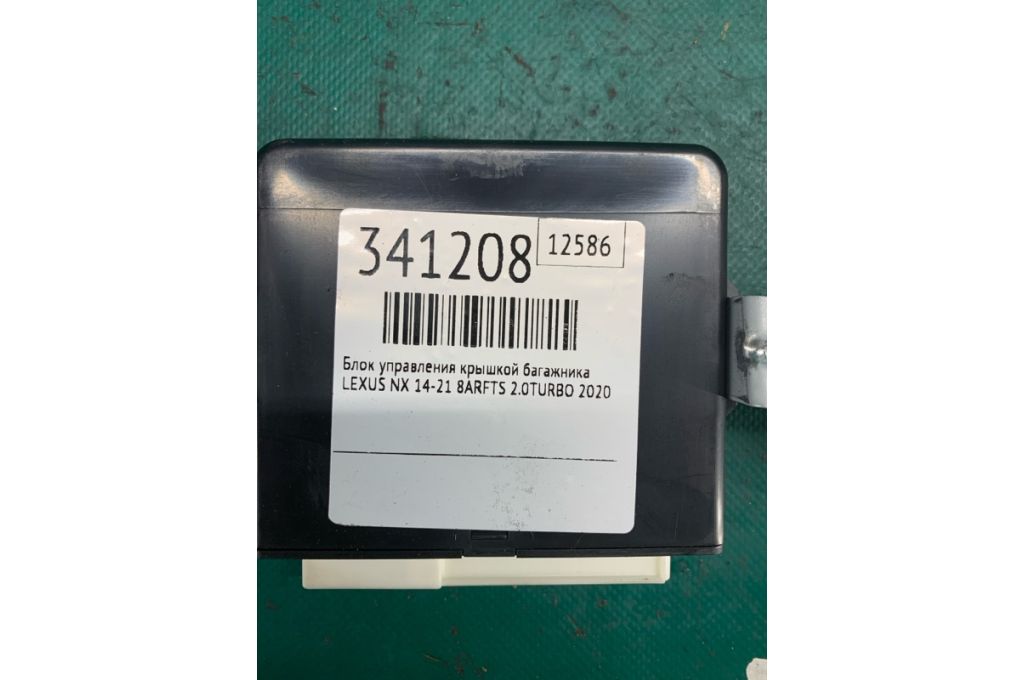 341208
12586
Блок управления крышкой багажника
LEXUS NX 14-21 8ARFTS 2.0TURBO 2020